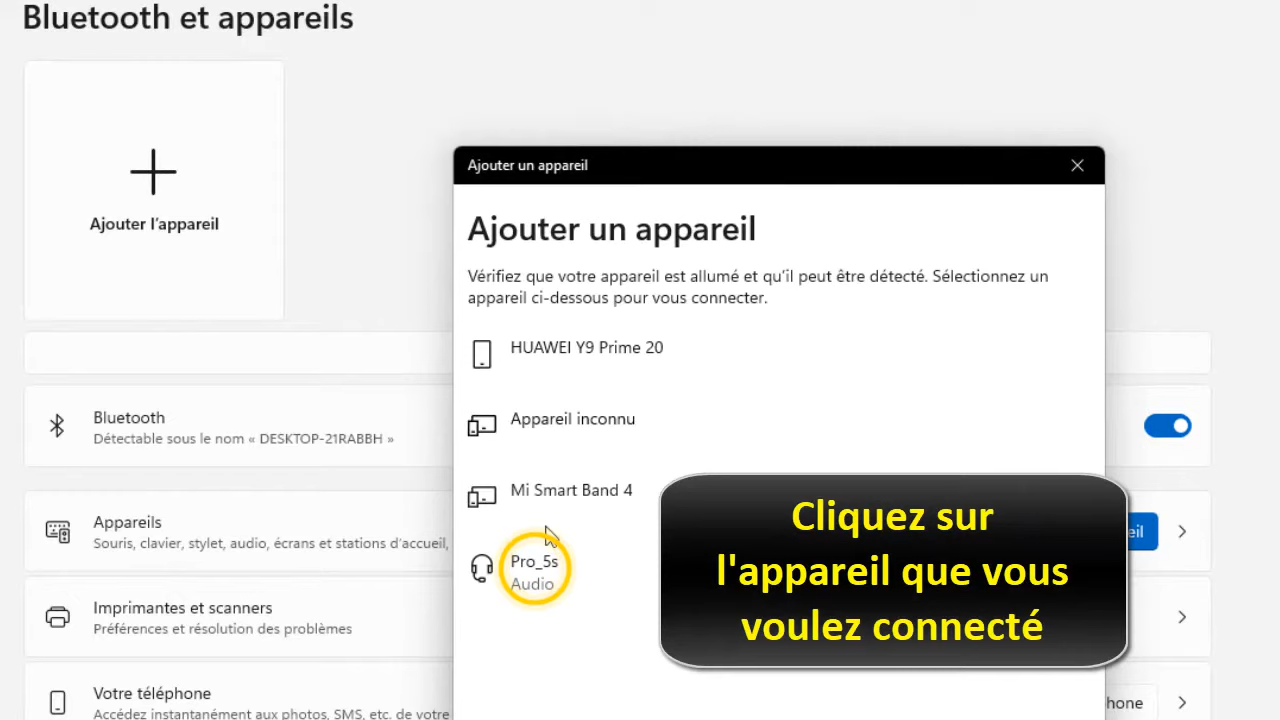 Bluetooth et appareils
Ajouter l'appareil
Ajouter un appareil
Ajouter un appareil
Vérifiez que votre appareil est allumé et qu'il peut être détecté. Sélectionnez un
appareil ci-dessous pour vous connecter.
HUAWEI Y9 Prime 20
Appareil inconnu
Mi Smart Band 4
Pro_5s
Audio
Bluetooth
Détectable sous le nom « DESKTOP-21RABBH »
Appareils
Souris, clavier, stylet, audio, écrans et stations d'accueil,
Imprimantes et scanners
Préférences et résolution des problèmes
Votre téléphone
Accédez instantanément aux photos, SMS, etc. de votre
eil
hone
Cliquez sur
l'appareil que vous
voulez connecté